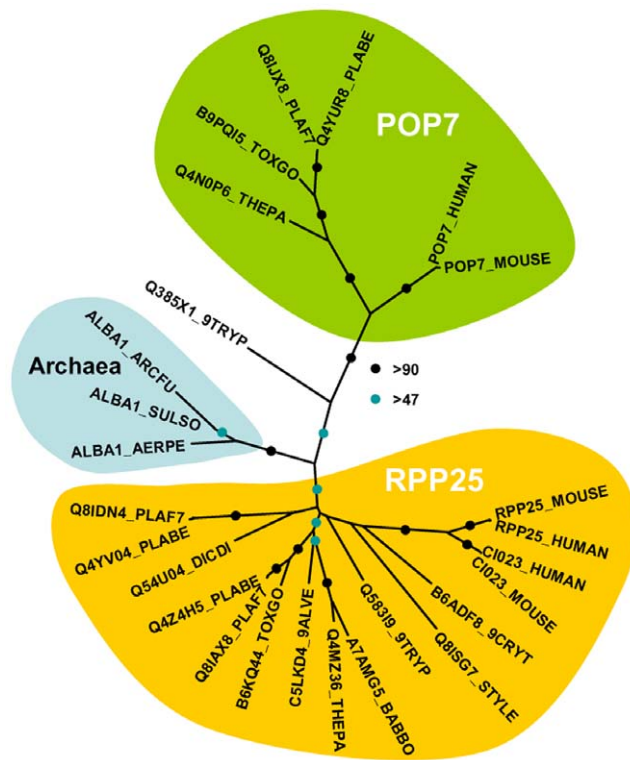 Q8IJX8_PLAF7
Q4YUR8_PLABE
POP7
B9PQI5_TOXGO
Q4N0P6_THEPA
POP7_HUMAN
POP7_MOUSE
Q385X1_9TRYP
Archaea
ALBA1_ARCFU
ALBA1_SULSO
ALBA1_AERPE
>90
>47
RPP25
Q8IDN4_PLAF7
Q4YV04_PLABE
Q54U04_DICDI
Q4Z4H5_PLABE
Q8IAX8_PLAF7
B6KQ44_TOXGO
C5LKD4_9ALVE
Q4MZ36_THEPA
A7AMG5_BABBO
Q583I9_9TRYP
Q8ISG7_STYLE
B6ADF8_9CRYT
CI023_MOUSE
CI023_HUMAN
RPP25_HUMAN
RPP25_MOUSE